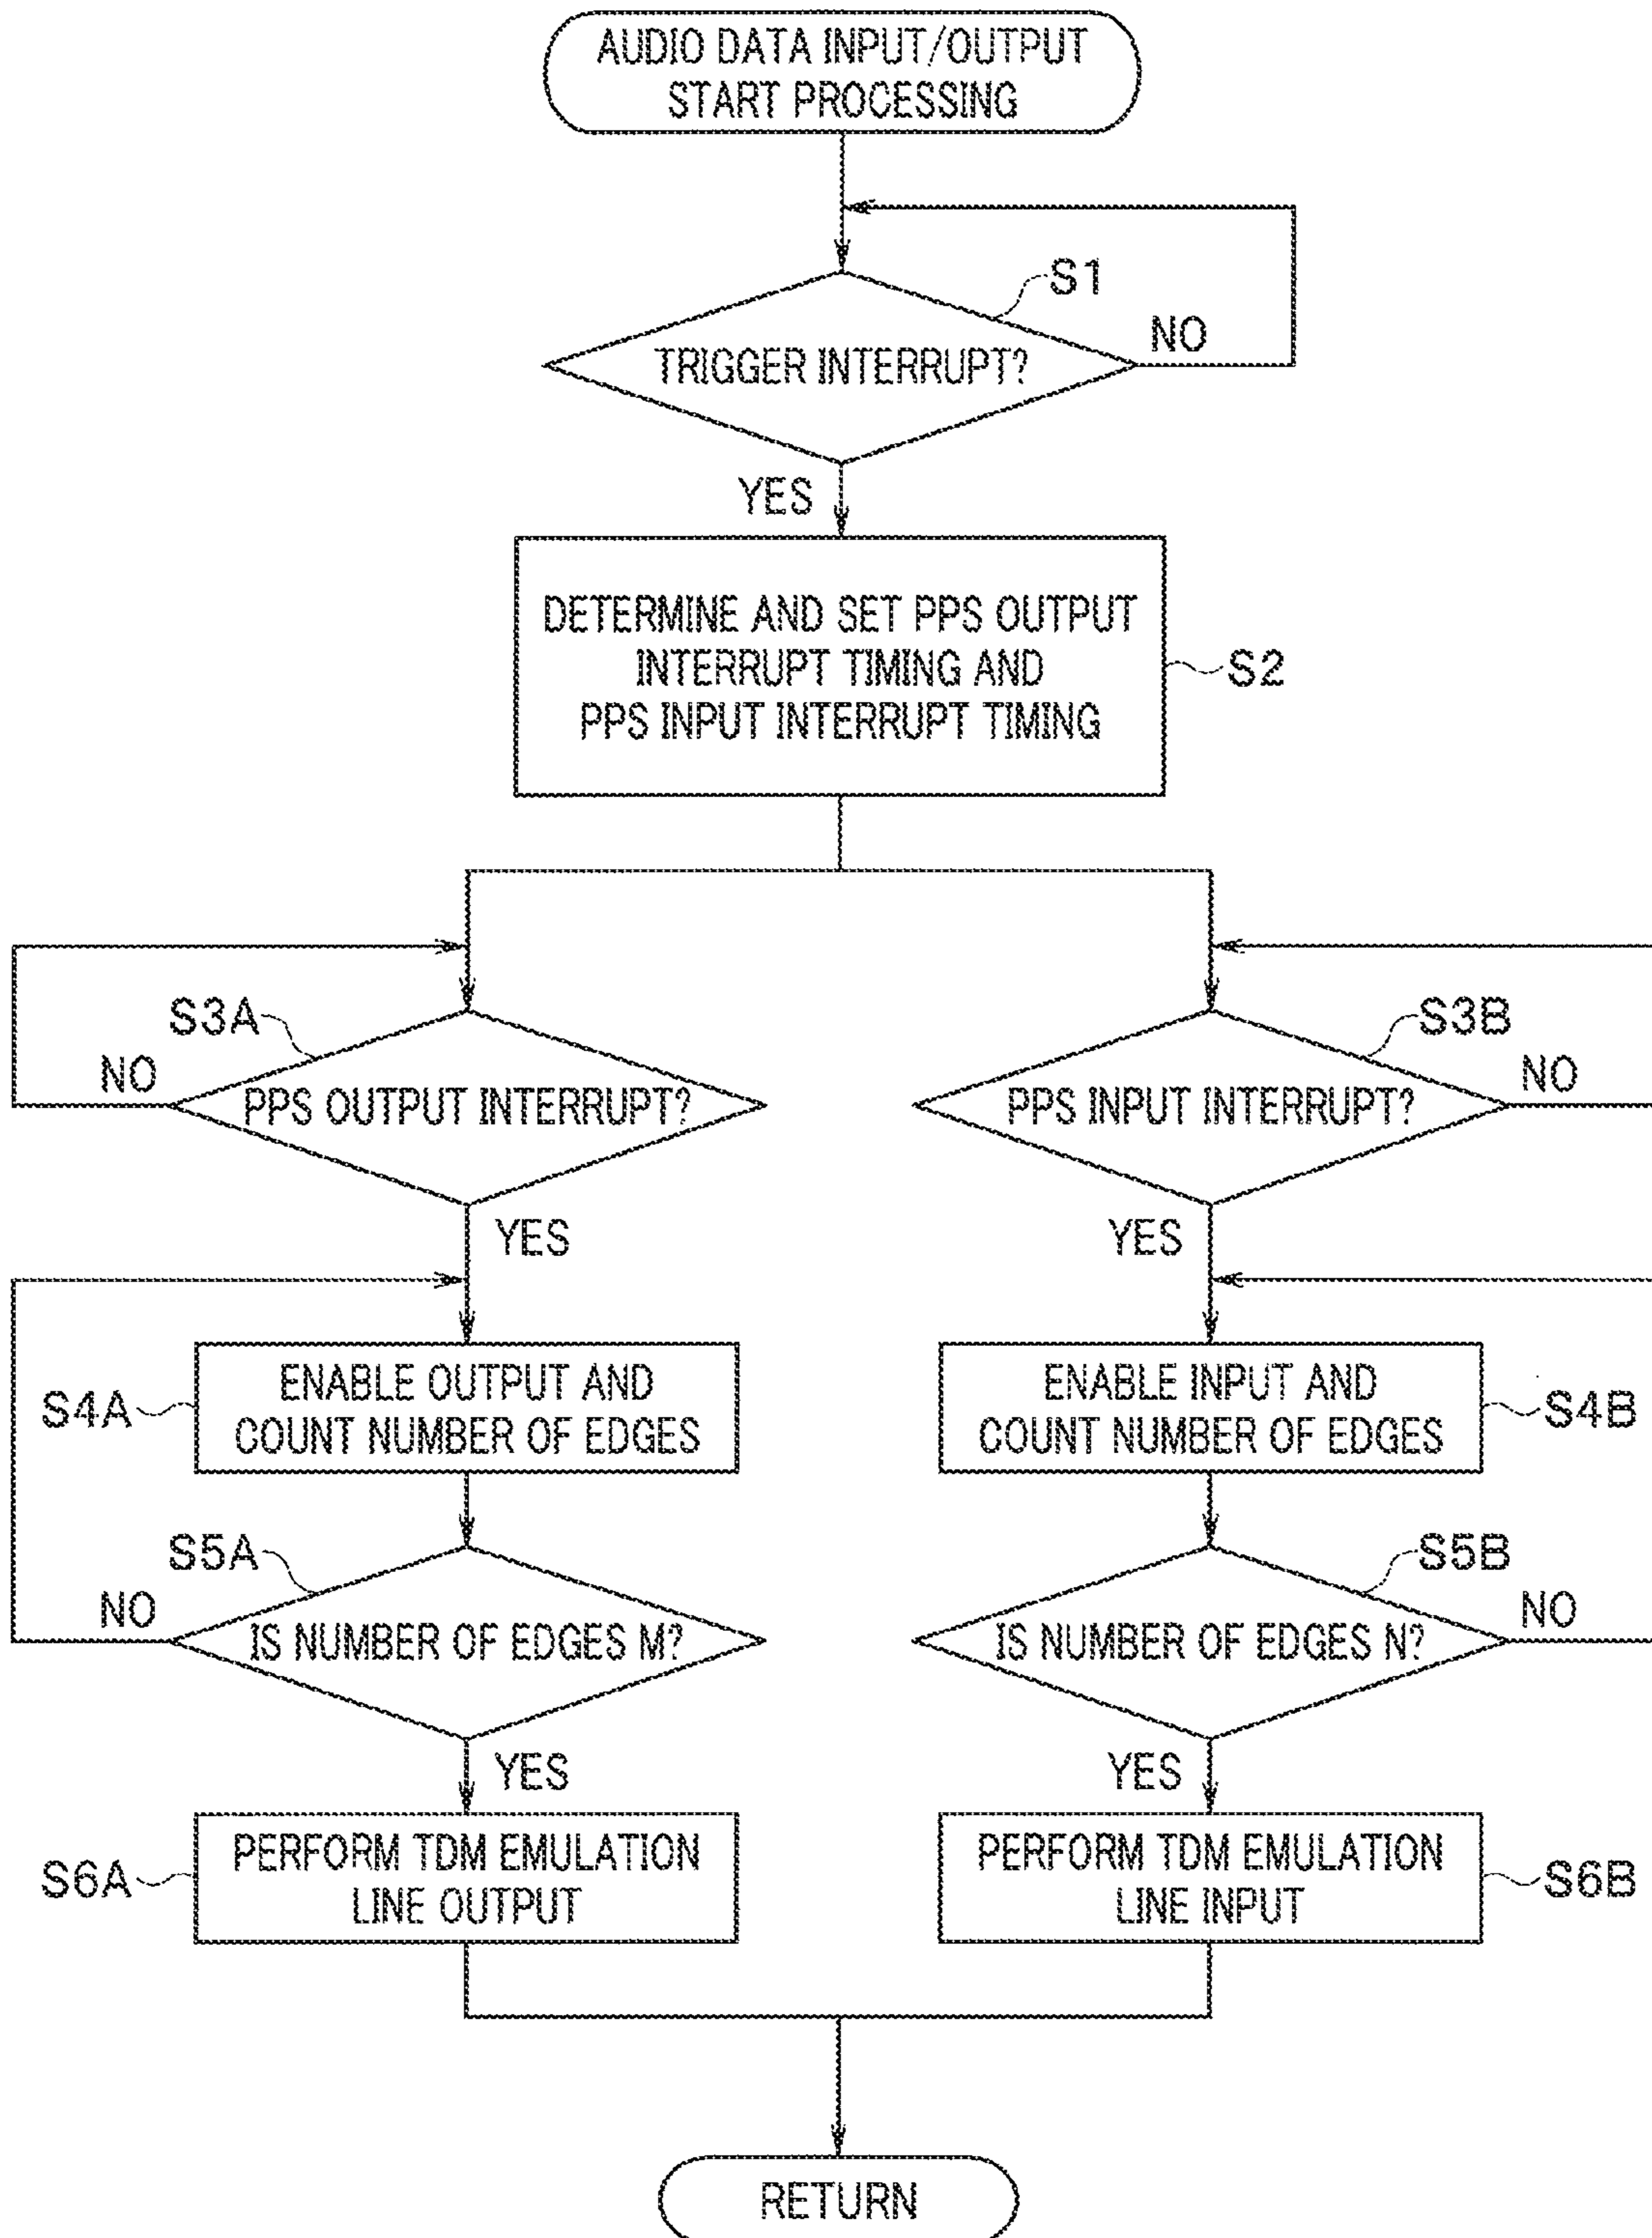 AUDIO DATA INPUT/OUTPUT
START PROCESSING
S1
NO
TRIGGER INTERRUPT?
YES
DETERMINE AND SET PPS OUTPUT
INTERRUPT TIMING AND
PPS INPUT INTERRUPT TIMING
S2
S3A
NO
PPS OUTPUT INTERRUPT?
YES
S3B
NO
PPS INPUT INTERRUPT?
YES
S4A
ENABLE OUTPUT AND
COUNT NUMBER OF EDGES
ENABLE INPUT AND
COUNT NUMBER OF EDGES
S4B
S5A
NO
IS NUMBER OF EDGES M?
YES
S5B
NO
IS NUMBER OF EDGES N?
YES
S6A
PERFORM TDM EMULATION
LINE OUTPUT
PERFORM TDM EMULATION
LINE INPUT
S6B
RETURN